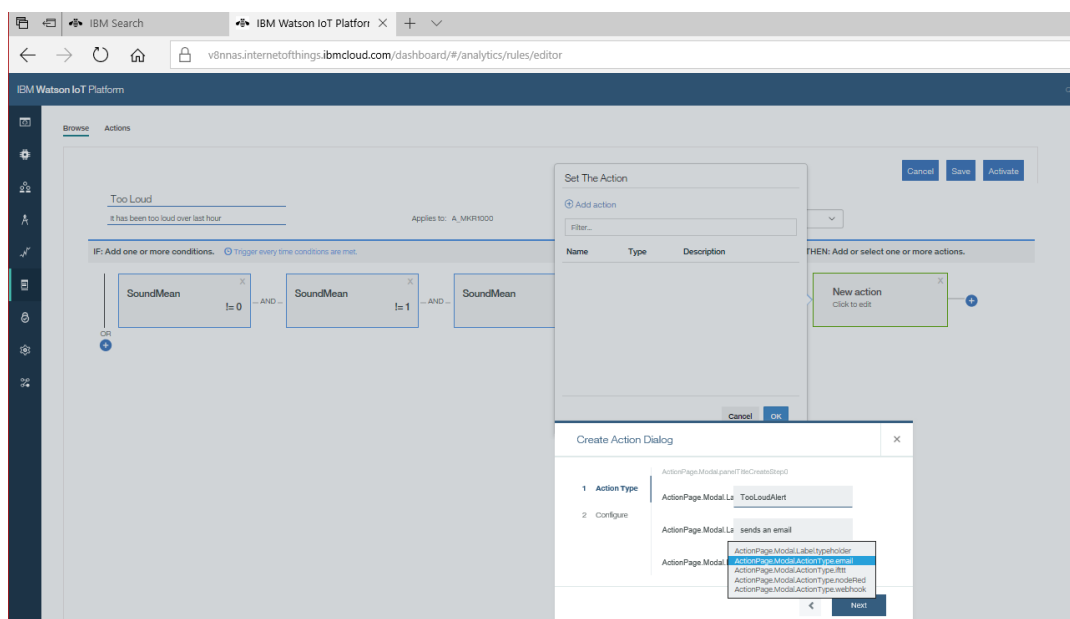 IBM Search
IBM Watson IoT Platforr
v8nnas.internetofthings.ibmcloud.com/dashboard/#/analytics/rules/editor
IBM Watson IoT Platform
Browse Actions
Cancel Save Activate
Set The Action
Add action
Filter...
Name Type Description
Cancel OK
Too Loud
It has been too loud over last hour
Applies to: A_MKR1000
IF: Add one or more conditions. Trigger every time conditions are met.
THEN: Add or select one or more actions.
SoundMean X
!= 0
... AND ...
SoundMean X
!= 1
... AND ...
SoundMean
New action X
Click to edit
OR
Create Action Dialog
1 Action Type
2 Configure
ActionPage.Modal.panelTitleCreateStep0
ActionPage.Modal.La TooLoudAlert
ActionPage.Modal.La sends an email
ActionPage.Modal.
ActionPage.Modal.Label.typeholder
ActionPage.Modal.ActionType.email
ActionPage.Modal.ActionType.ifttt
ActionPage.Modal.ActionType.nodeRed
ActionPage.Modal.ActionType.webhook
Next